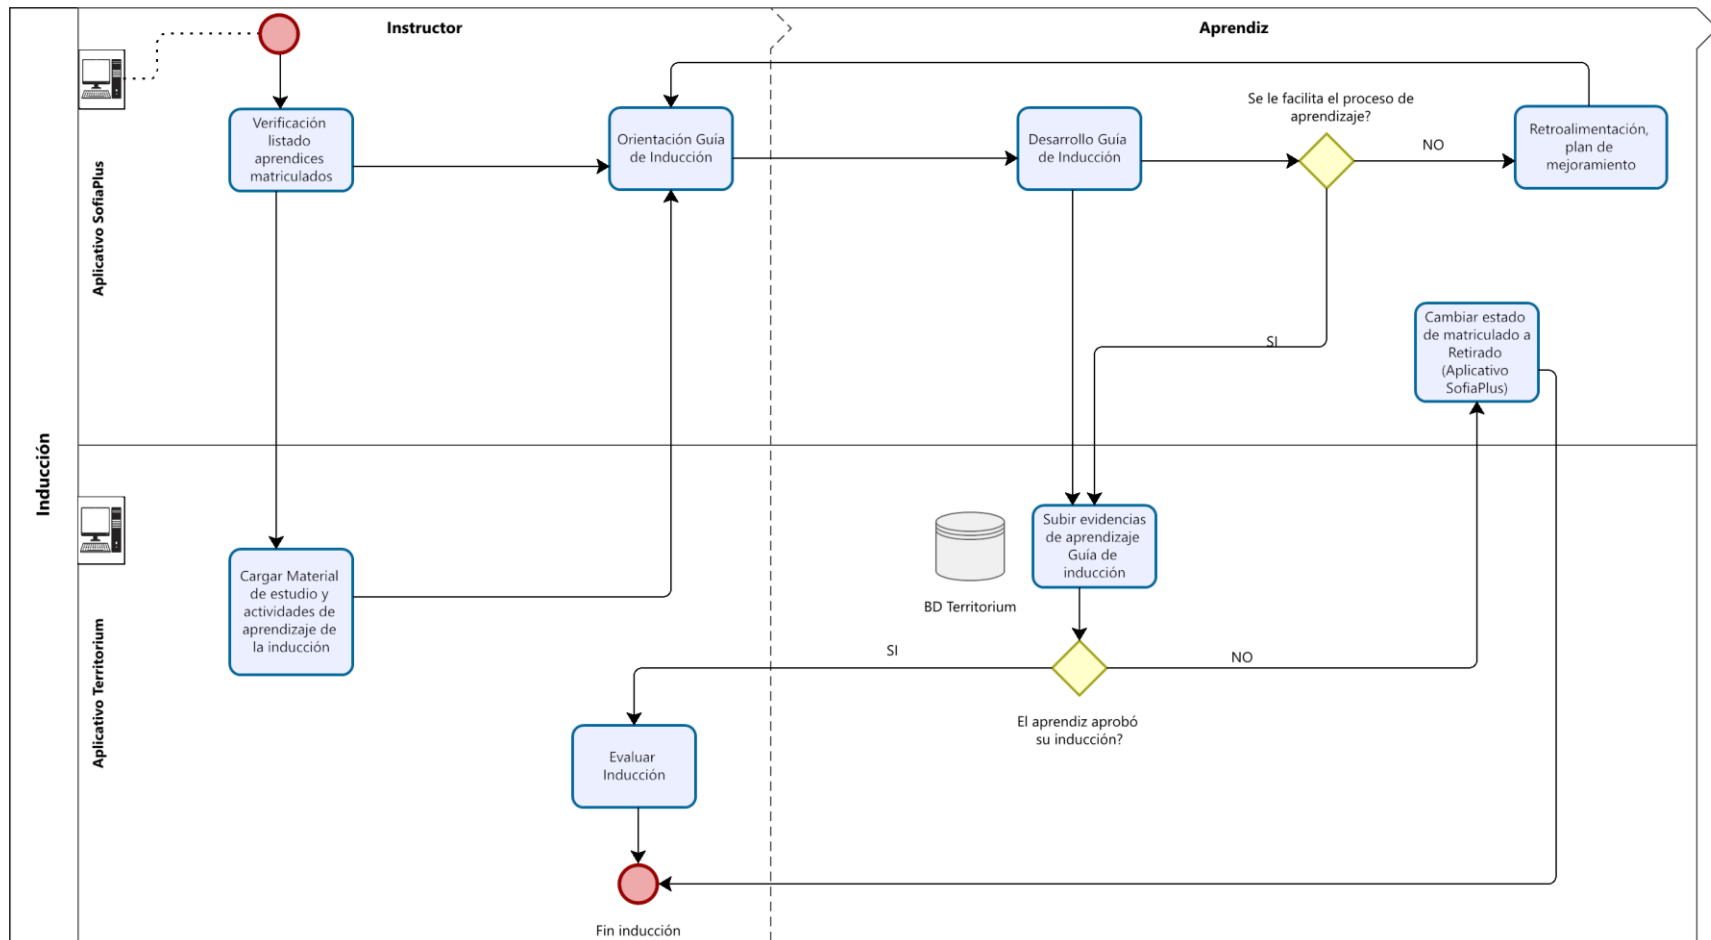 Instructor
Aprendiz
Inducción
Aplicativo SofiaPlus
Verificación
listado
aprendices
matriculados
Orientación Guía
de Inducción
Desarrollo Guía
de Inducción
Se le facilita el proceso de
aprendizaje?
NO
Retroalimentación,
plan de
mejoramiento
SI
Cambiar estado
de matriculado a
Retirado
(Aplicativo
SofiaPlus)
Aplicativo Territorium
Cargar Material
de estudio y
actividades de
aprendizaje de
la inducción
BD Territorium
Subir evidencias
de aprendizaje
Guía de
inducción
SI
NO
El aprendiz aprobó
su inducción?
Evaluar
Inducción
Fin inducción